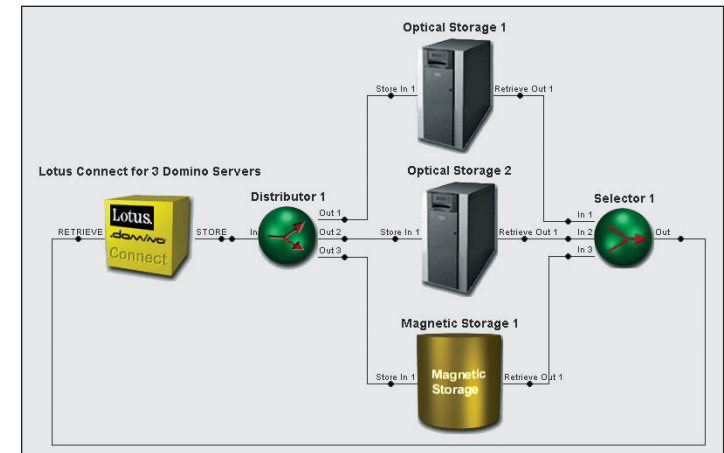 Optical Storage 1
Store In 1
Retrieve Out 1
Lotus Connect for 3 Domino Servers
Optical Storage 2
Distributor 1
Selector 1
Lotus.
domino
Connect
RETRIEVE
STORE
In
Out 1
Out 2
Out 3
Store In 1
Retrieve Out 1
In 1
In 2
In 3
Out
Magnetic Storage 1
Store In 1
Magnetic
Storage
Retrieve Out 1